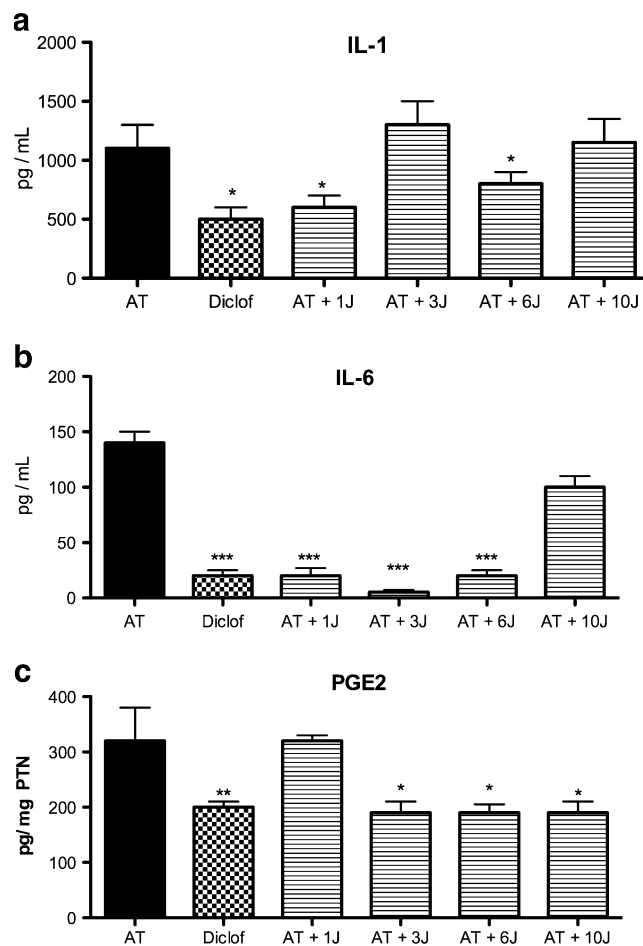 a
IL-1
2000
1500
1000
500
0
pg / mL
* * *
AT Diclof AT + 1J AT + 3J AT + 6J AT + 10J
b
IL-6
200
150
100
50
0
pg / mL
*** *** *** ***
AT Diclof AT + 1J AT + 3J AT + 6J AT + 10J
c
PGE2
400
300
200
100
0
pg/mg PTN
** * * *
AT Diclof AT + 1J AT + 3J AT + 6J AT + 10J